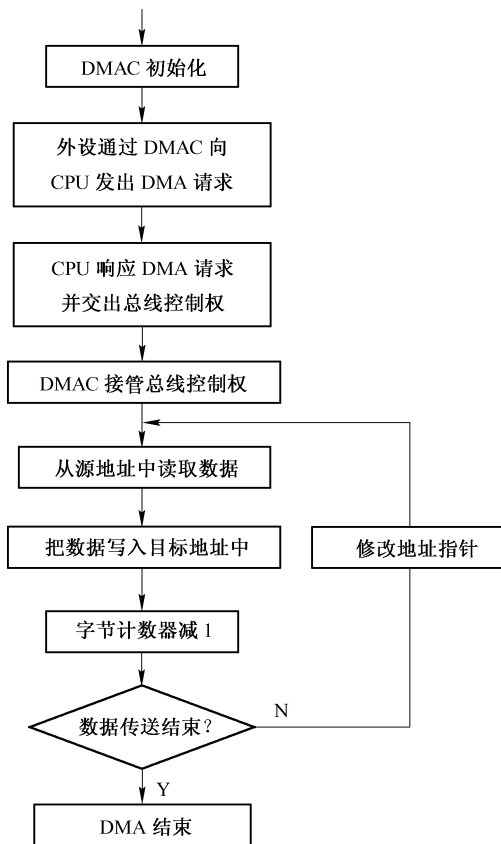 DMAC 初始化
外设通过 DMAC 向
CPU 发出 DMA 请求
CPU 响应 DMA 请求
并交出总线控制权
DMAC 接管总线控制权
从源地址中读取数据
把数据写入目标地址中
修改地址指针
字节计数器减 1
数据传送结束?
N
Y
DMA 结束